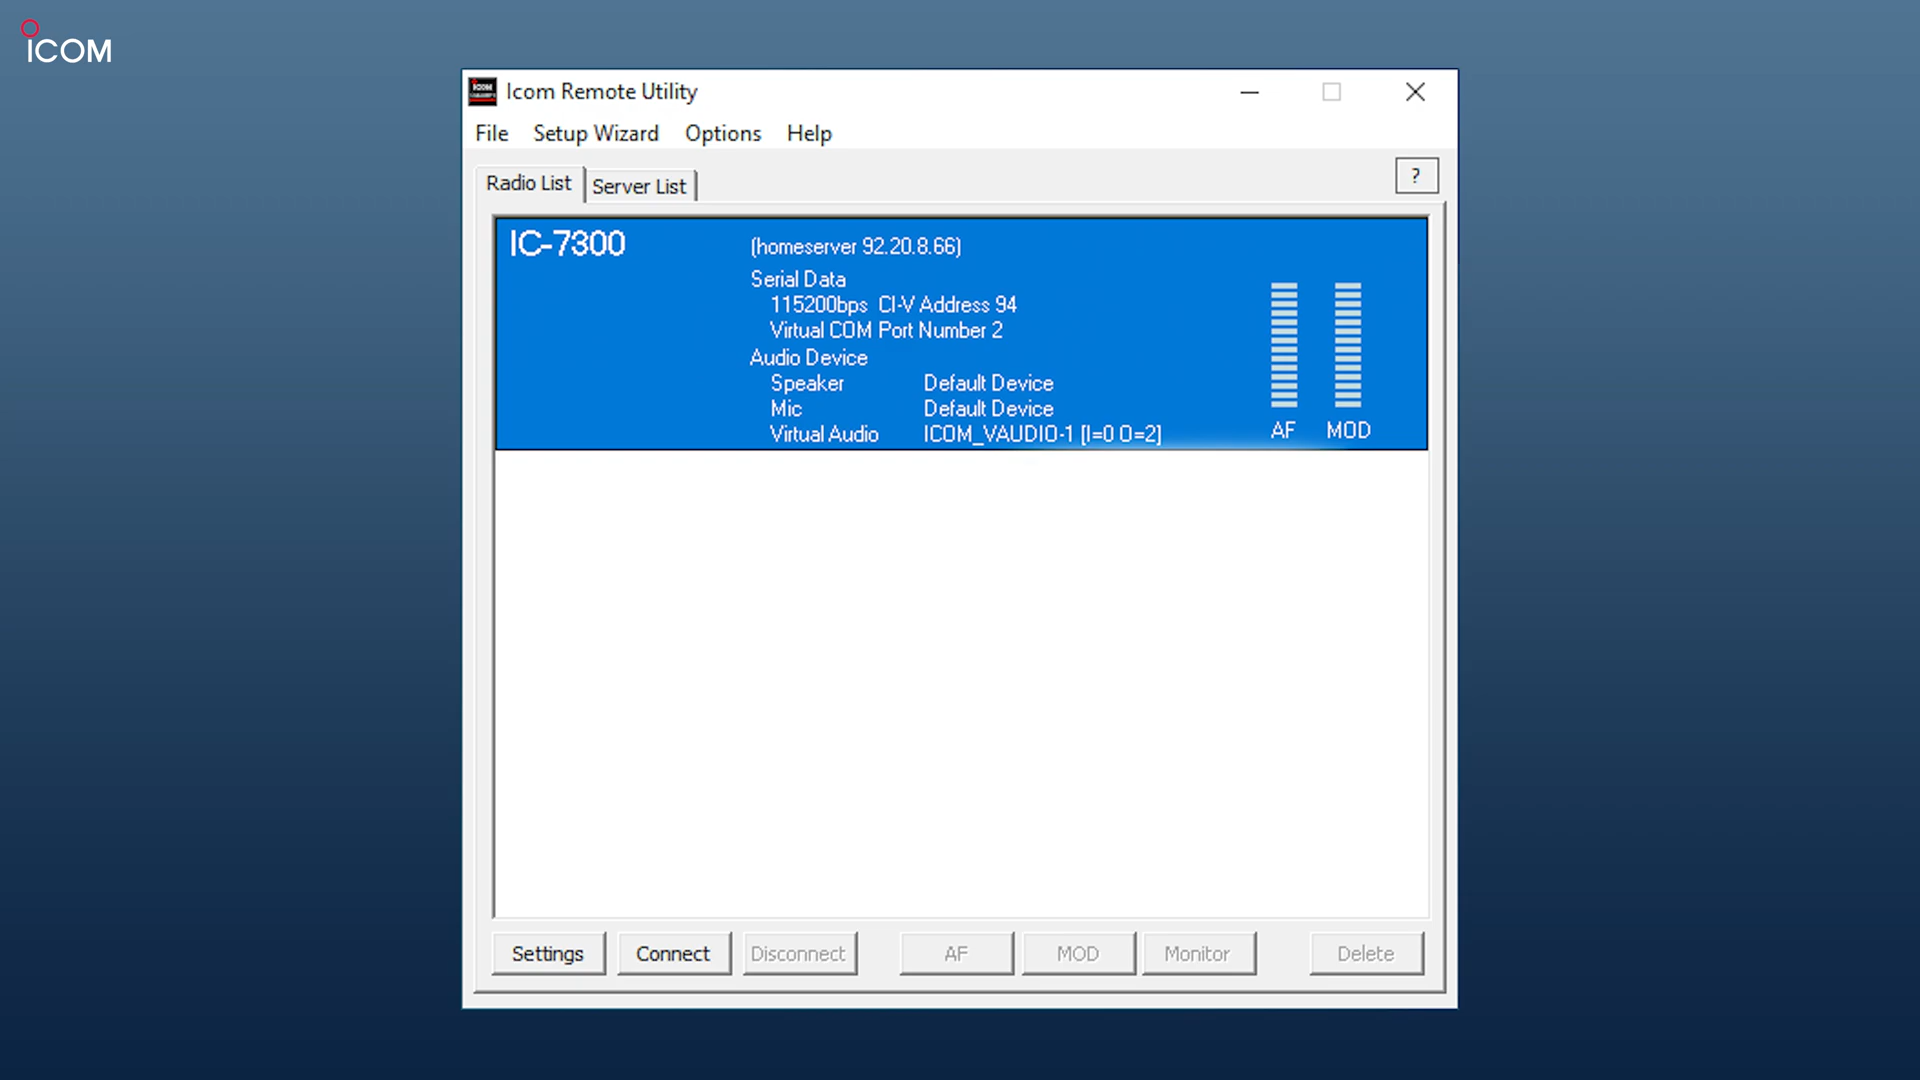 ICOM
Icom Remote Utility
File Setup Wizard Options Help
Radio List Server List ?
IC-7300 (homeserver 92.20.8.66)
Serial Data
115200bps CI-V Address 94
Virtual COM Port Number 2
Audio Device
Speaker Default Device
Mic Default Device
Virtual Audio ICOM_VAUDIO-1 [I=0 O=2]
AF MOD
Settings Connect Disconnect AF MOD Monitor Delete